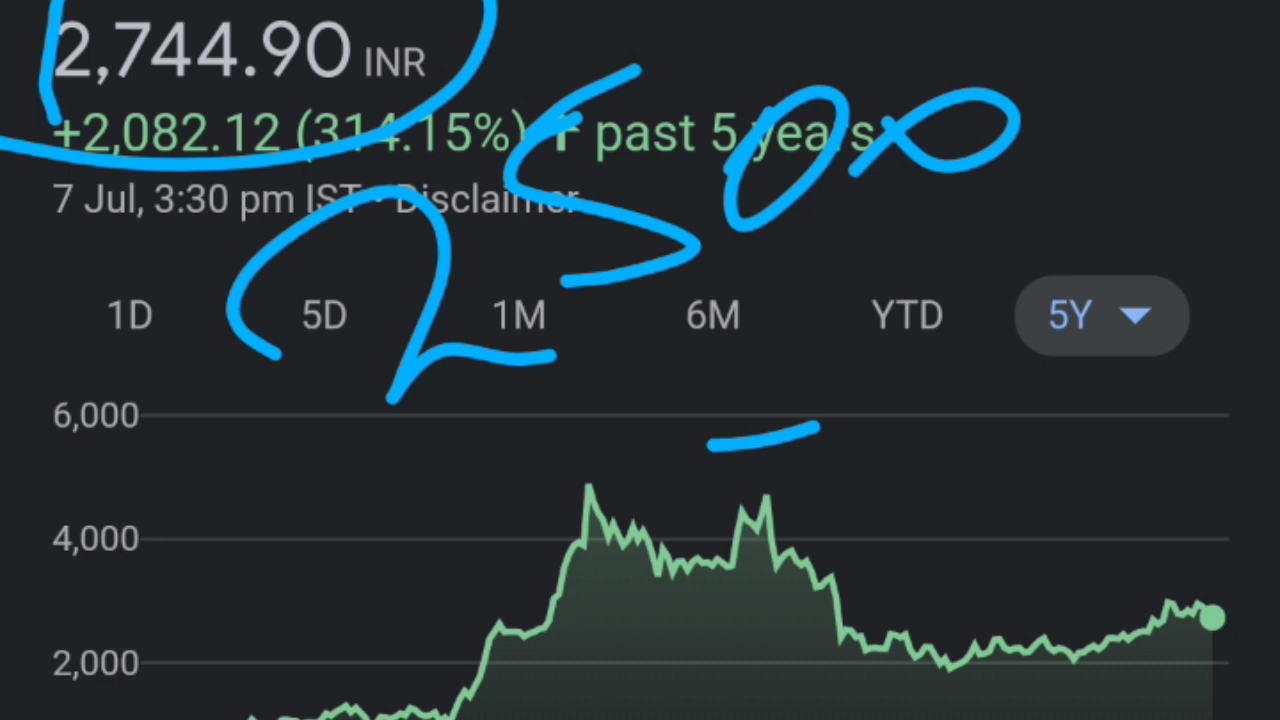 2,744.90 INR
+2,082.12 (314.15%) ↑ past 5 years
7 Jul, 3:30 pm IST · Disclaimer
2500
1D 5D 1M 6M YTD 5Y
6,000
4,000
2,000